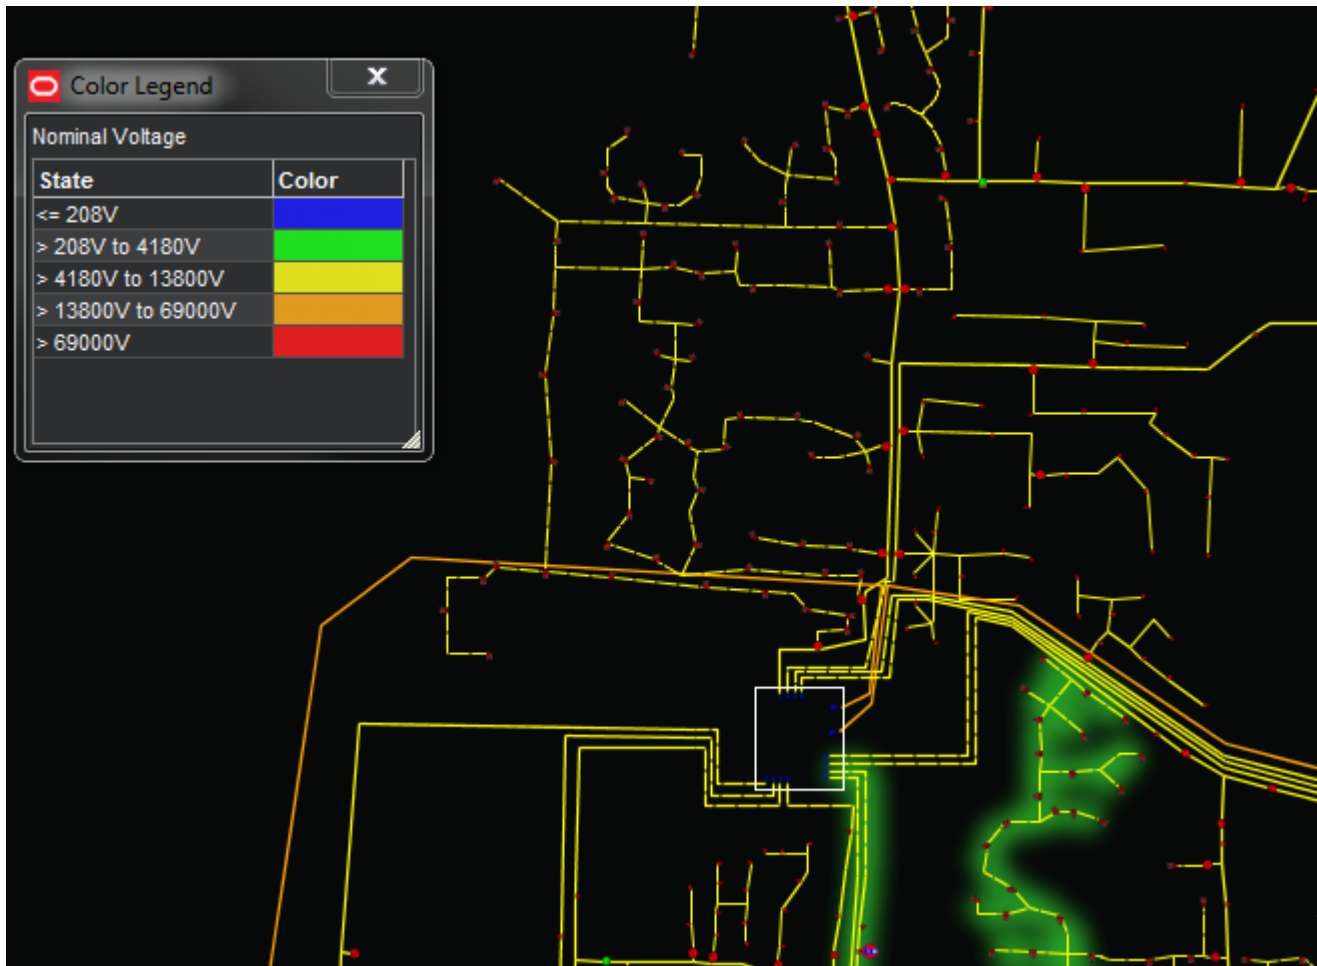 Color Legend
Nominal Voltage
State Color
<= 208V
> 208V to 4180V
> 4180V to 13800V
> 13800V to 69000V
> 69000V